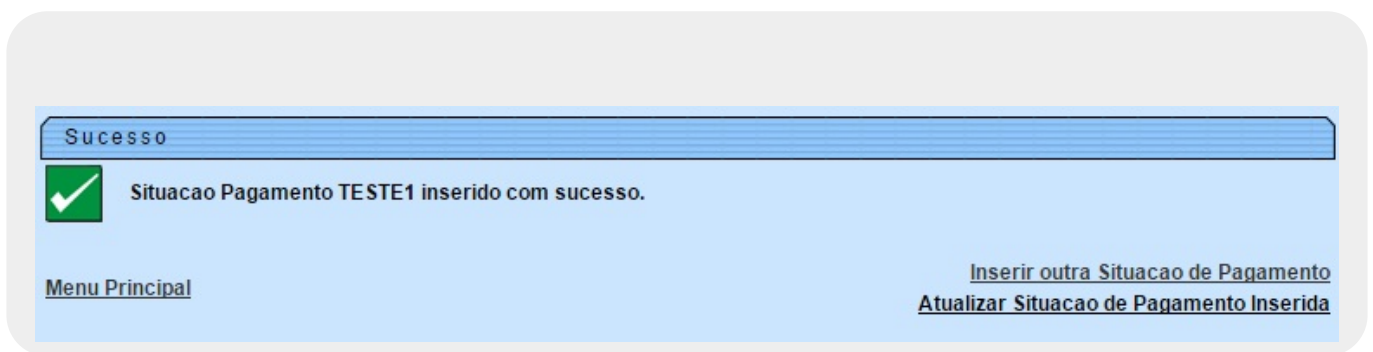 Sucesso
Situacao Pagamento TESTE1 inserido com sucesso.
Inserir outra Situacao de Pagamento
Menu Principal
Atualizar Situacao de Pagamento Inserida